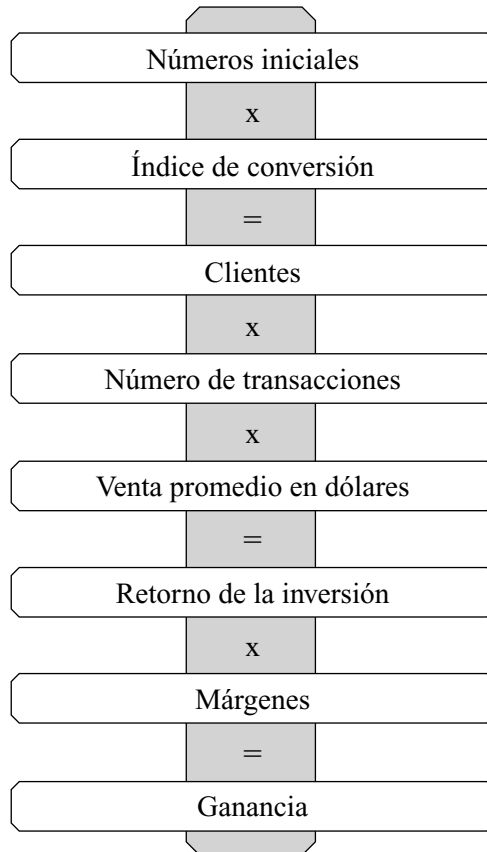 Números iniciales
x
Índice de conversión
=
Clientes
x
Número de transacciones
x
Venta promedio en dólares
=
Retorno de la inversión
x
Márgenes
=
Ganancia